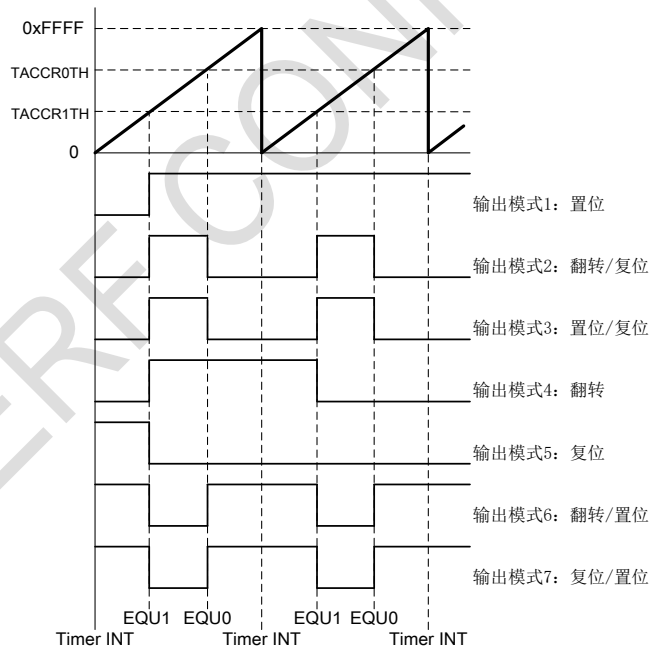 0xFFFF
TACCR0TH
TACCR1TH
0
输出模式1：置位
输出模式2：翻转/复位
输出模式3：置位/复位
输出模式4：翻转
输出模式5：复位
输出模式6：翻转/置位
输出模式7：复位/置位
EQU1 EQU0 EQU1 EQU0
Timer INT Timer INT Timer INT
ERF CONI